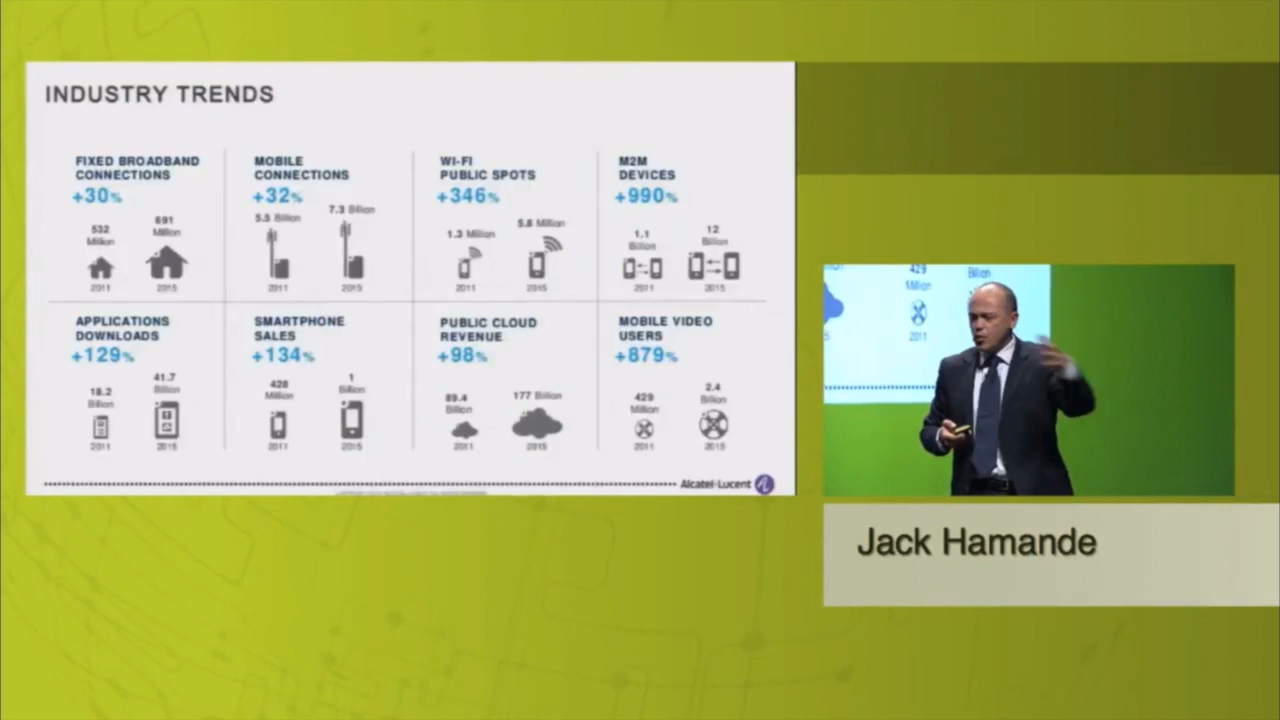 INDUSTRY TRENDS
FIXED BROADBAND
CONNECTIONS
+30%
532
Million
691
Million
2011
2015
MOBILE
CONNECTIONS
+32%
5.5 Billion
7.3 Billion
2011
2015
WI-FI
PUBLIC SPOTS
+346%
1.3 Million
5.8 Million
2011
2015
M2M
DEVICES
+990%
1.1
Billion
12
Billion
2011
2015
APPLICATIONS
DOWNLOADS
+129%
18.2
Billion
41.7
Billion
2011
2015
SMARTPHONE
SALES
+134%
428
Million
1
Billion
2011
2015
PUBLIC CLOUD
REVENUE
+98%
89.4
Billion
177 Billion
2011
2015
MOBILE VIDEO
USERS
+879%
429
Million
2.4
Billion
2011
2015
Alcatel·Lucent
429
Million
Billion
2011
Jack Hamande